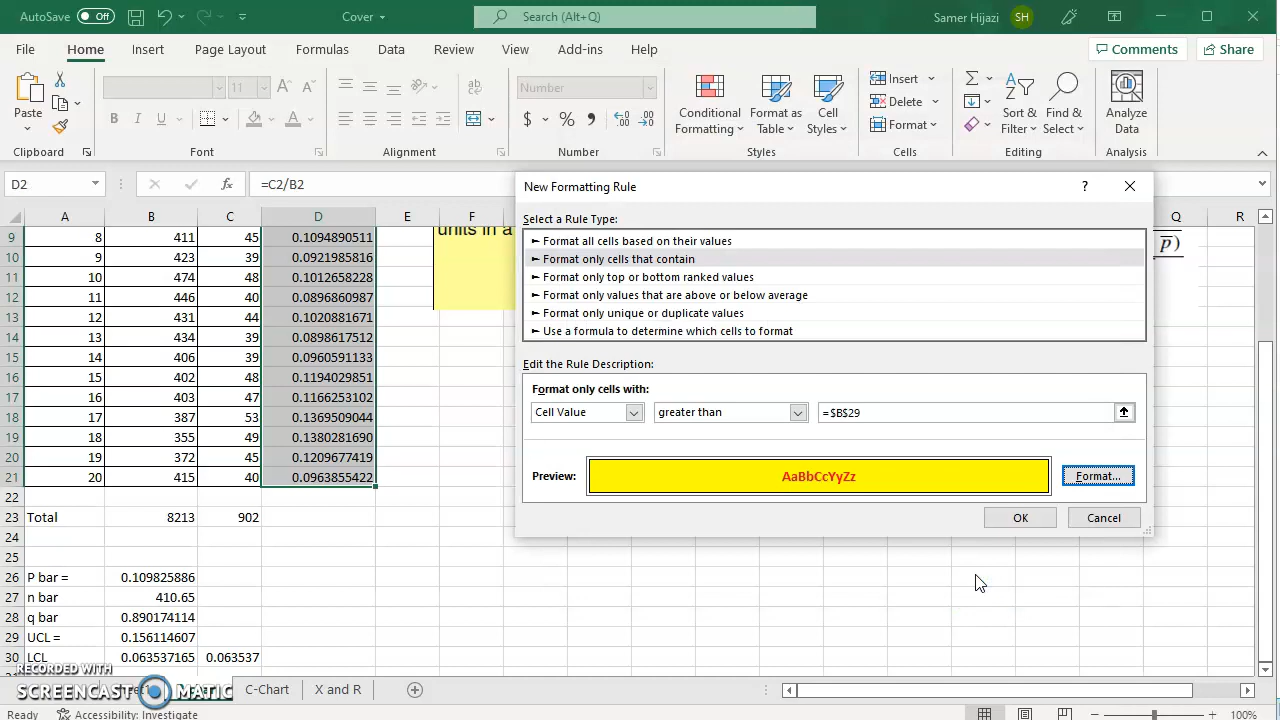 AutoSave Off Cover Search (Alt+Q) Samer Hijazi SH
File Home Insert Page Layout Formulas Data Review View Add-ins Help Comments Share
Paste
Clipboard
11
B I U A
Font
Alignment
Number
$ % 9
Number
Conditional Formatting
Format as Table
Cell Styles
Styles
Insert
Delete
Format
Cells
Sort & Filter
Find & Select
Editing
Analyze Data
Analysis
D2 fx =C2/B2
A B C D E F Q R
9 8 411 45 0.1094890511
10 9 423 39 0.0921985816
11 10 474 48 0.1012658228
12 11 446 40 0.0896860987
13 12 431 44 0.1020881671
14 13 434 39 0.0898617512
15 14 406 39 0.0960591133
16 15 402 48 0.1194029851
17 16 403 47 0.1166253102
18 17 387 53 0.1369509044
19 18 355 49 0.1380281690
20 19 372 45 0.1209677419
21 20 415 40 0.0963855422
22
23 Total 8213 902
24
25
26 P bar = 0.109825886
27 n bar 410.65
28 q bar 0.890174114
29 UCL = 0.156114607
30 LCL 0.063537165 0.063537
units in a
p̅ )
New Formatting Rule ?
Select a Rule Type:
► Format all cells based on their values
► Format only cells that contain
► Format only top or bottom ranked values
► Format only values that are above or below average
► Format only unique or duplicate values
► Use a formula to determine which cells to format
Edit the Rule Description:
Format only cells with:
Cell Value greater than =$B$29
Preview: AaBbCcYyZz Format...
OK Cancel
RECORDED WITH
SCREENCAST MATIC
C-Chart X and R
Ready Accessibility: Investigate 100%